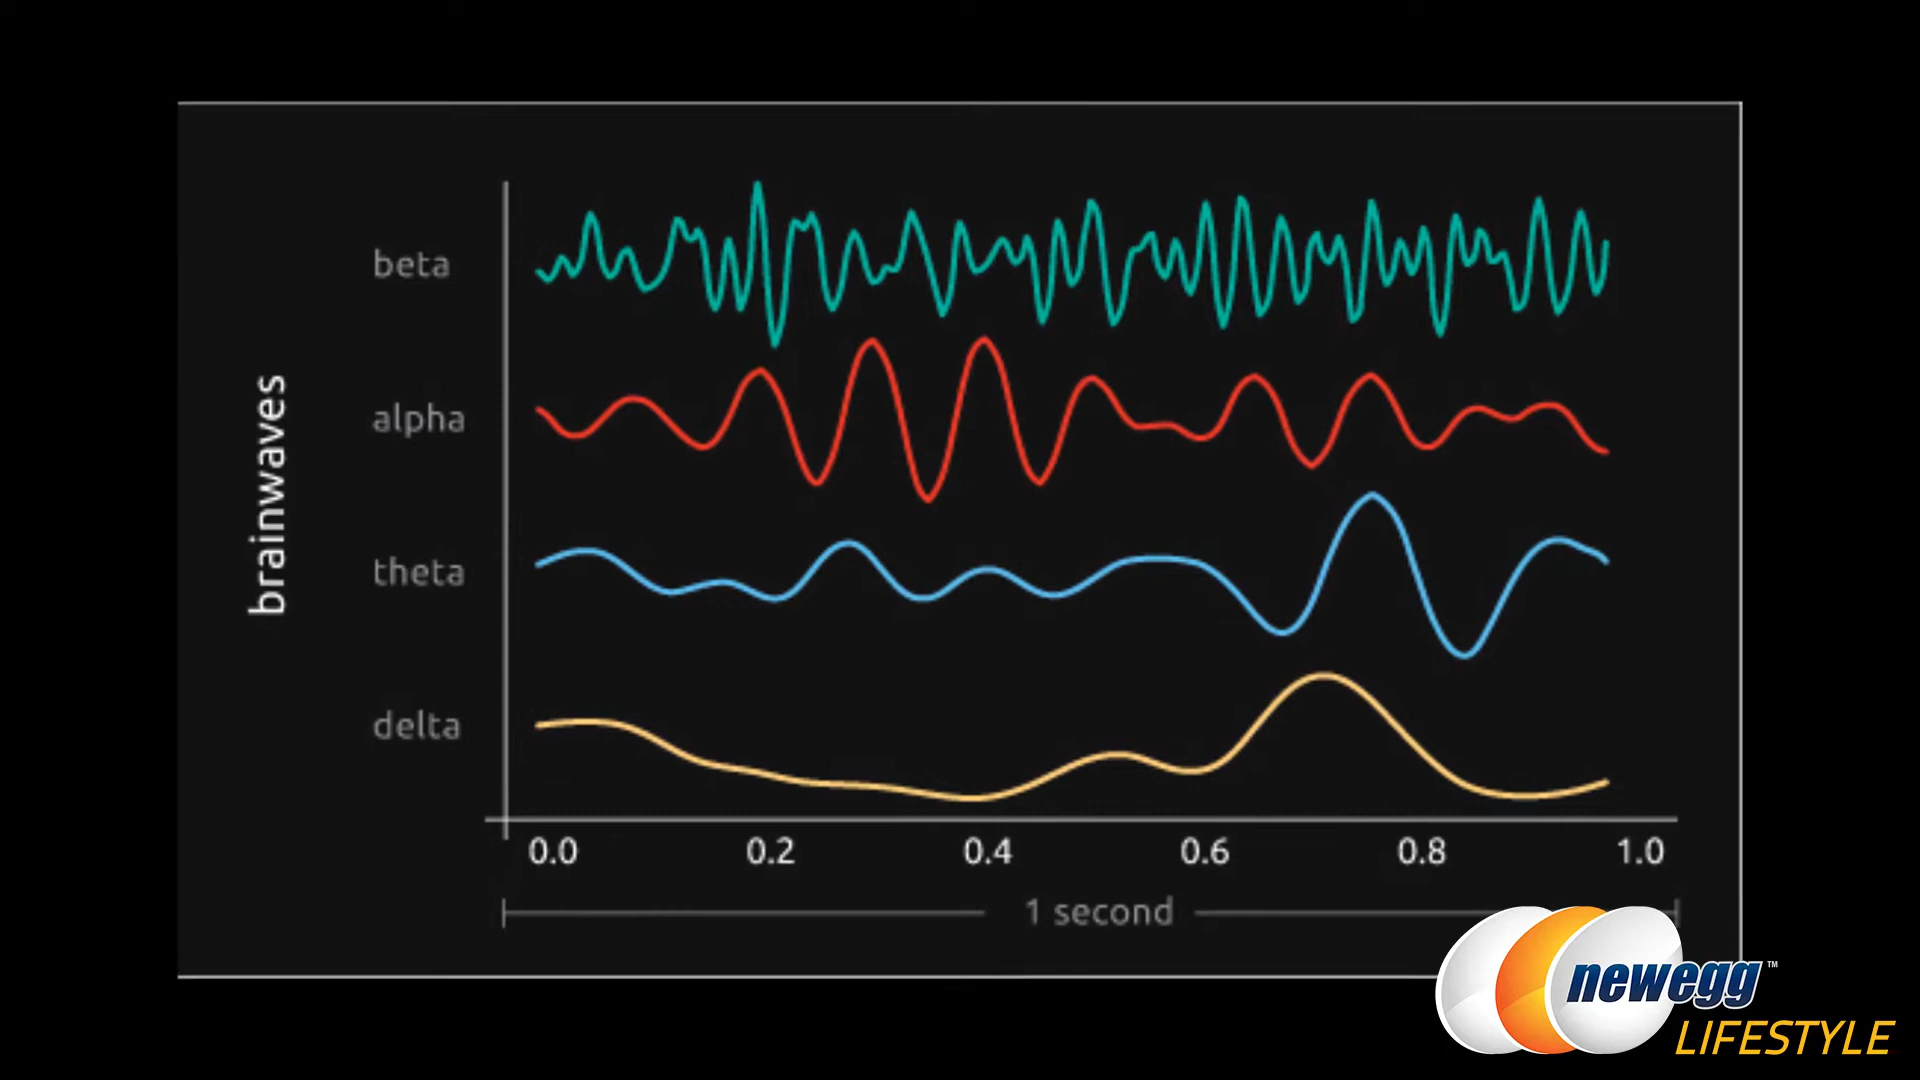 brainwaves
beta
alpha
theta
delta
0.0 0.2 0.4 0.6 0.8 1.0
1 second
newegg™
LIFESTYLE